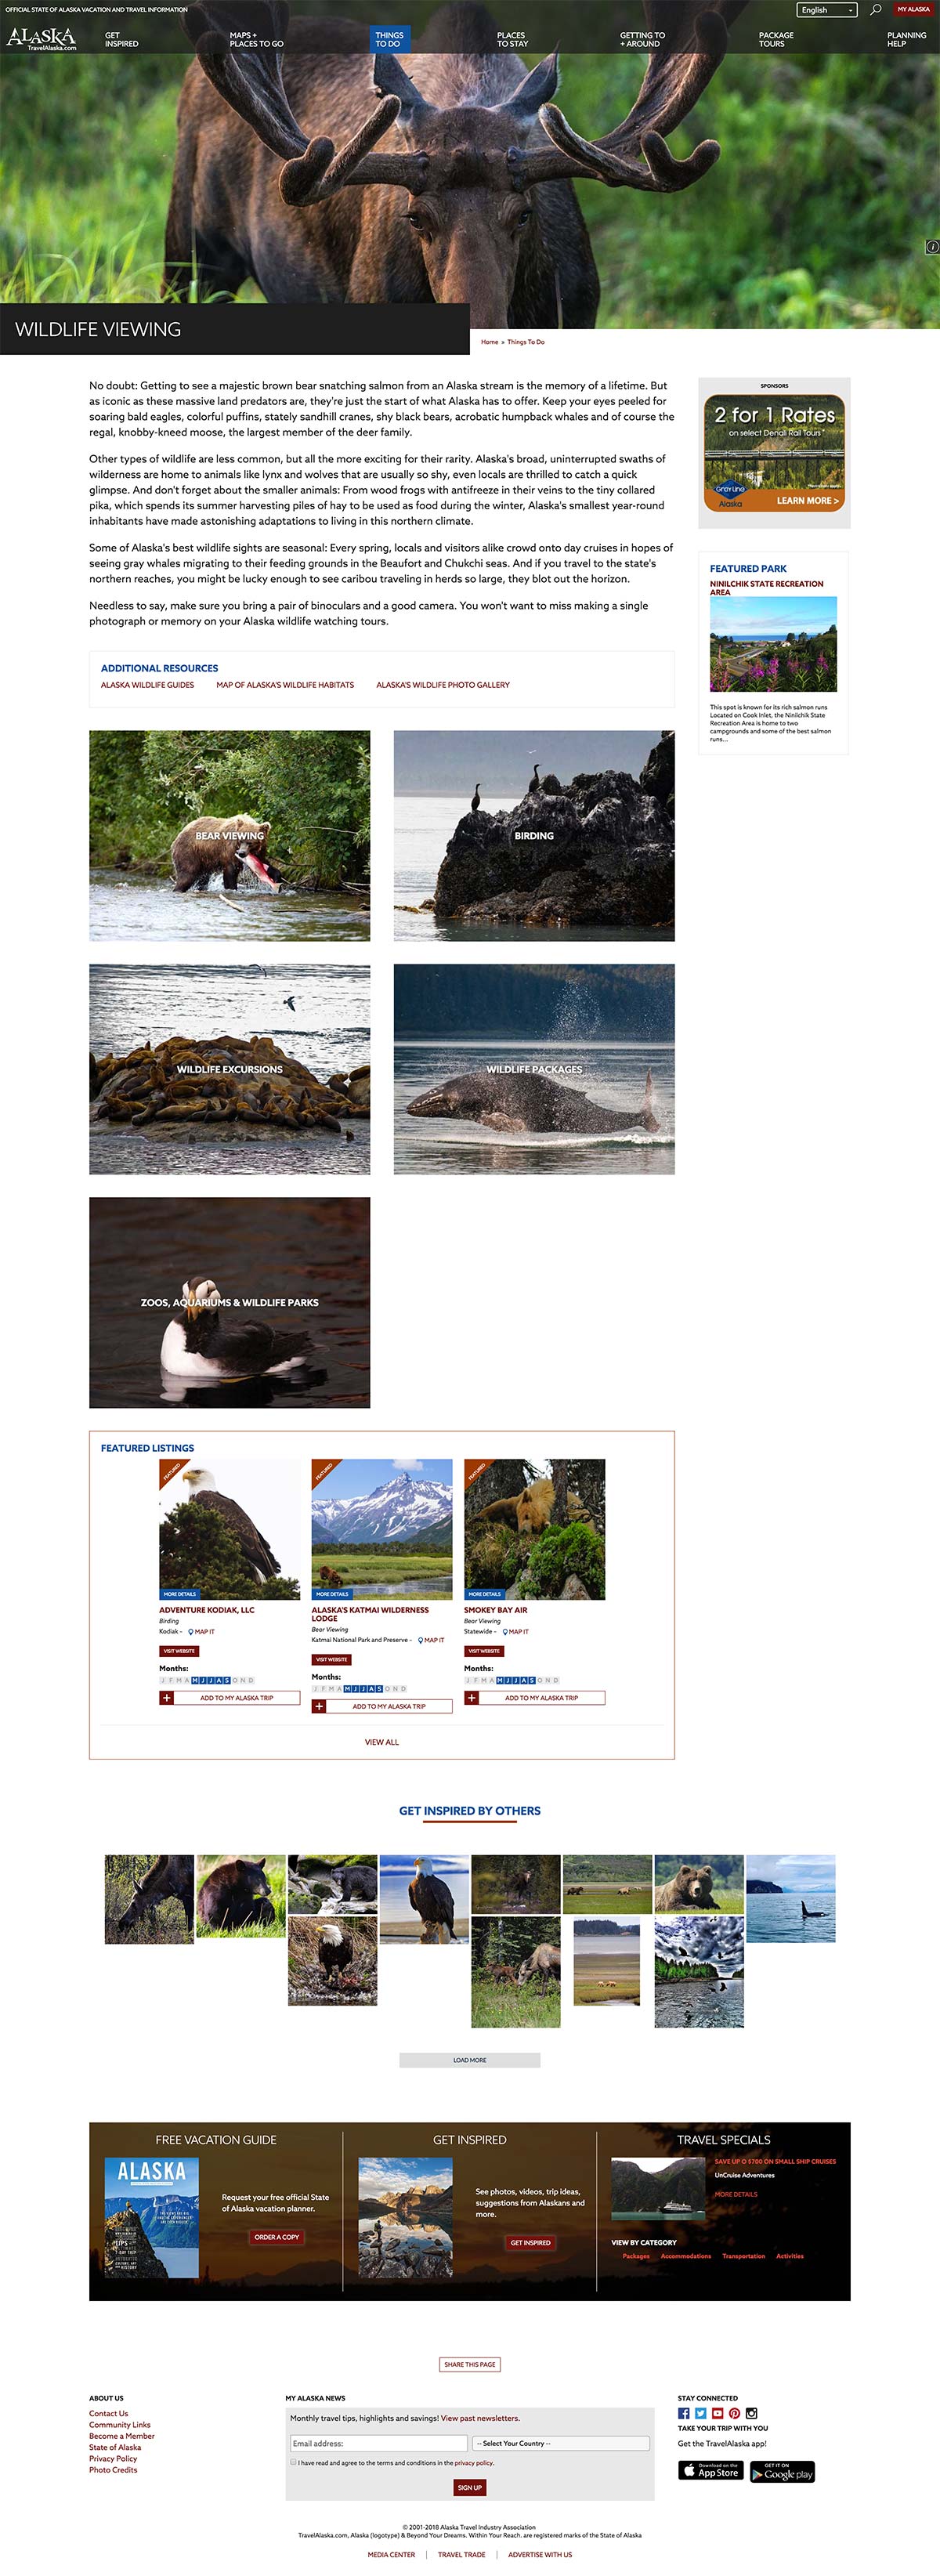 OFFICIAL STATE OF ALASKA VACATION AND TRAVEL INFORMATION
English
MY ALASKA
ALASKA
TravelAlaska.com
GET
INSPIRED
MAPS +
PLACES TO GO
THINGS
TO DO
PLACES
TO STAY
GETTING TO
+ AROUND
PACKAGE
TOURS
PLANNING
HELP
i
WILDLIFE VIEWING
Home » Things To Do
No doubt: Getting to see a majestic brown bear snatching salmon from an Alaska stream is the memory of a lifetime. But
as iconic as these massive land predators are, they're just the start of what Alaska has to offer. Keep your eyes peeled for
soaring bald eagles, colorful puffins, stately sandhill cranes, shy black bears, acrobatic humpback whales and of course the
regal, knobby-kneed moose, the largest member of the deer family.
Other types of wildlife are less common, but all the more exciting for their rarity. Alaska's broad, uninterrupted swaths of
wilderness are home to animals like lynx and wolves that are usually so shy, even locals are thrilled to catch a quick
glimpse. And don't forget about the smaller animals: From wood frogs with antifreeze in their veins to the tiny collared
pika, which spends its summer harvesting piles of hay to be used as food during the winter, Alaska's smallest year-round
inhabitants have made astonishing adaptations to living in this northern climate.
Some of Alaska's best wildlife sights are seasonal: Every spring, locals and visitors alike crowd onto day cruises in hopes of
seeing gray whales migrating to their feeding grounds in the Beaufort and Chukchi seas. And if you travel to the state's
northern reaches, you might be lucky enough to see caribou traveling in herds so large, they blot out the horizon.
Needless to say, make sure you bring a pair of binoculars and a good camera. You won't want to miss making a single
photograph or memory on your Alaska wildlife watching tours.
SPONSORS
2 for 1 Rates
on select Denali Rail Tours*
GRAY LINE
Alaska
LEARN MORE >
FEATURED PARK
NINILCHIK STATE RECREATION
AREA
This spot is known for its rich salmon runs
Located on Cook Inlet, the Ninilchik State
Recreation Area is home to two
campgrounds and some of the best salmon
runs...
ADDITIONAL RESOURCES
ALASKA WILDLIFE GUIDES MAP OF ALASKA'S WILDLIFE HABITATS ALASKA'S WILDLIFE PHOTO GALLERY
BEAR VIEWING
BIRDING
WILDLIFE EXCURSIONS
WILDLIFE PACKAGES
ZOOS, AQUARIUMS & WILDLIFE PARKS
FEATURED LISTINGS
FEATURED
MORE DETAILS
ADVENTURE KODIAK, LLC
Birding
Kodiak - MAP IT
VISIT WEBSITE
Months:
J F M A M J J A S O N D
+ ADD TO MY ALASKA TRIP
FEATURED
MORE DETAILS
ALASKA'S KATMAI WILDERNESS
LODGE
Bear Viewing
Katmai National Park and Preserve - MAP IT
VISIT WEBSITE
Months:
J F M A M J J A S O N D
+ ADD TO MY ALASKA TRIP
FEATURED
MORE DETAILS
SMOKEY BAY AIR
Bear Viewing
Statewide - MAP IT
VISIT WEBSITE
Months:
J F M A M J J A S O N D
+ ADD TO MY ALASKA TRIP
VIEW ALL
GET INSPIRED BY OTHERS
LOAD MORE
FREE VACATION GUIDE
ALASKA
TIPS
Request your free official State
of Alaska vacation planner.
ORDER A COPY
GET INSPIRED
See photos, videos, trip ideas,
suggestions from Alaskans and
more.
GET INSPIRED
TRAVEL SPECIALS
SAVE UP O $700 ON SMALL SHIP CRUISES
UnCruise Adventures
MORE DETAILS
VIEW BY CATEGORY
Packages Accommodations Transportation Activities
SHARE THIS PAGE
ABOUT US
Contact Us
Community Links
Become a Member
State of Alaska
Privacy Policy
Photo Credits
MY ALASKA NEWS
Monthly travel tips, highlights and savings! View past newsletters.
Email address:
-- Select Your Country --
I have read and agree to the terms and conditions in the privacy policy.
SIGN UP
STAY CONNECTED
TAKE YOUR TRIP WITH YOU
Get the TravelAlaska app!
Download on the
App Store
GET IT ON
Google play
© 2001-2018 Alaska Travel Industry Association
TravelAlaska.com, Alaska (logotype) & Beyond Your Dreams. Within Your Reach. are registered marks of the State of Alaska
MEDIA CENTER | TRAVEL TRADE | ADVERTISE WITH US